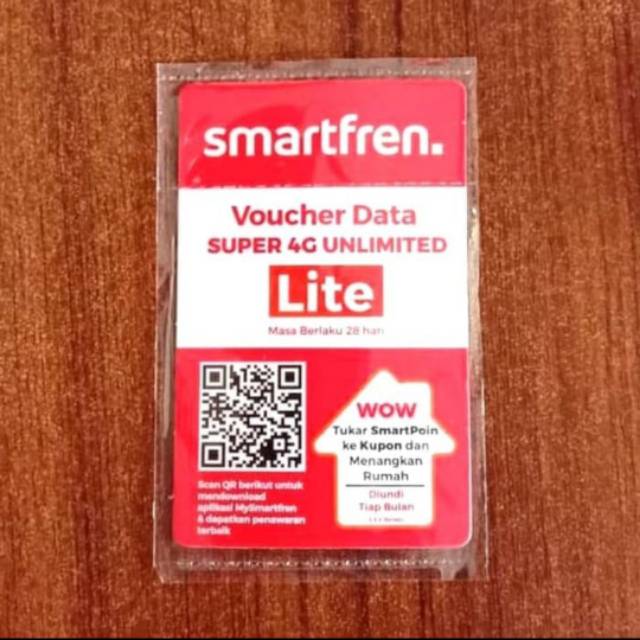 smartfren.
Voucher Data
SUPER 4G UNLIMITED
Lite
Masa Berlaku 28 hari
Scan QR berikut untuk
mendownload
aplikasi MySmartfren
& dapatkan penawaran
terbaik
WOW
Tukar SmartPoin
ke Kupon dan
Menangkan
Rumah
Diundi
Tiap Bulan